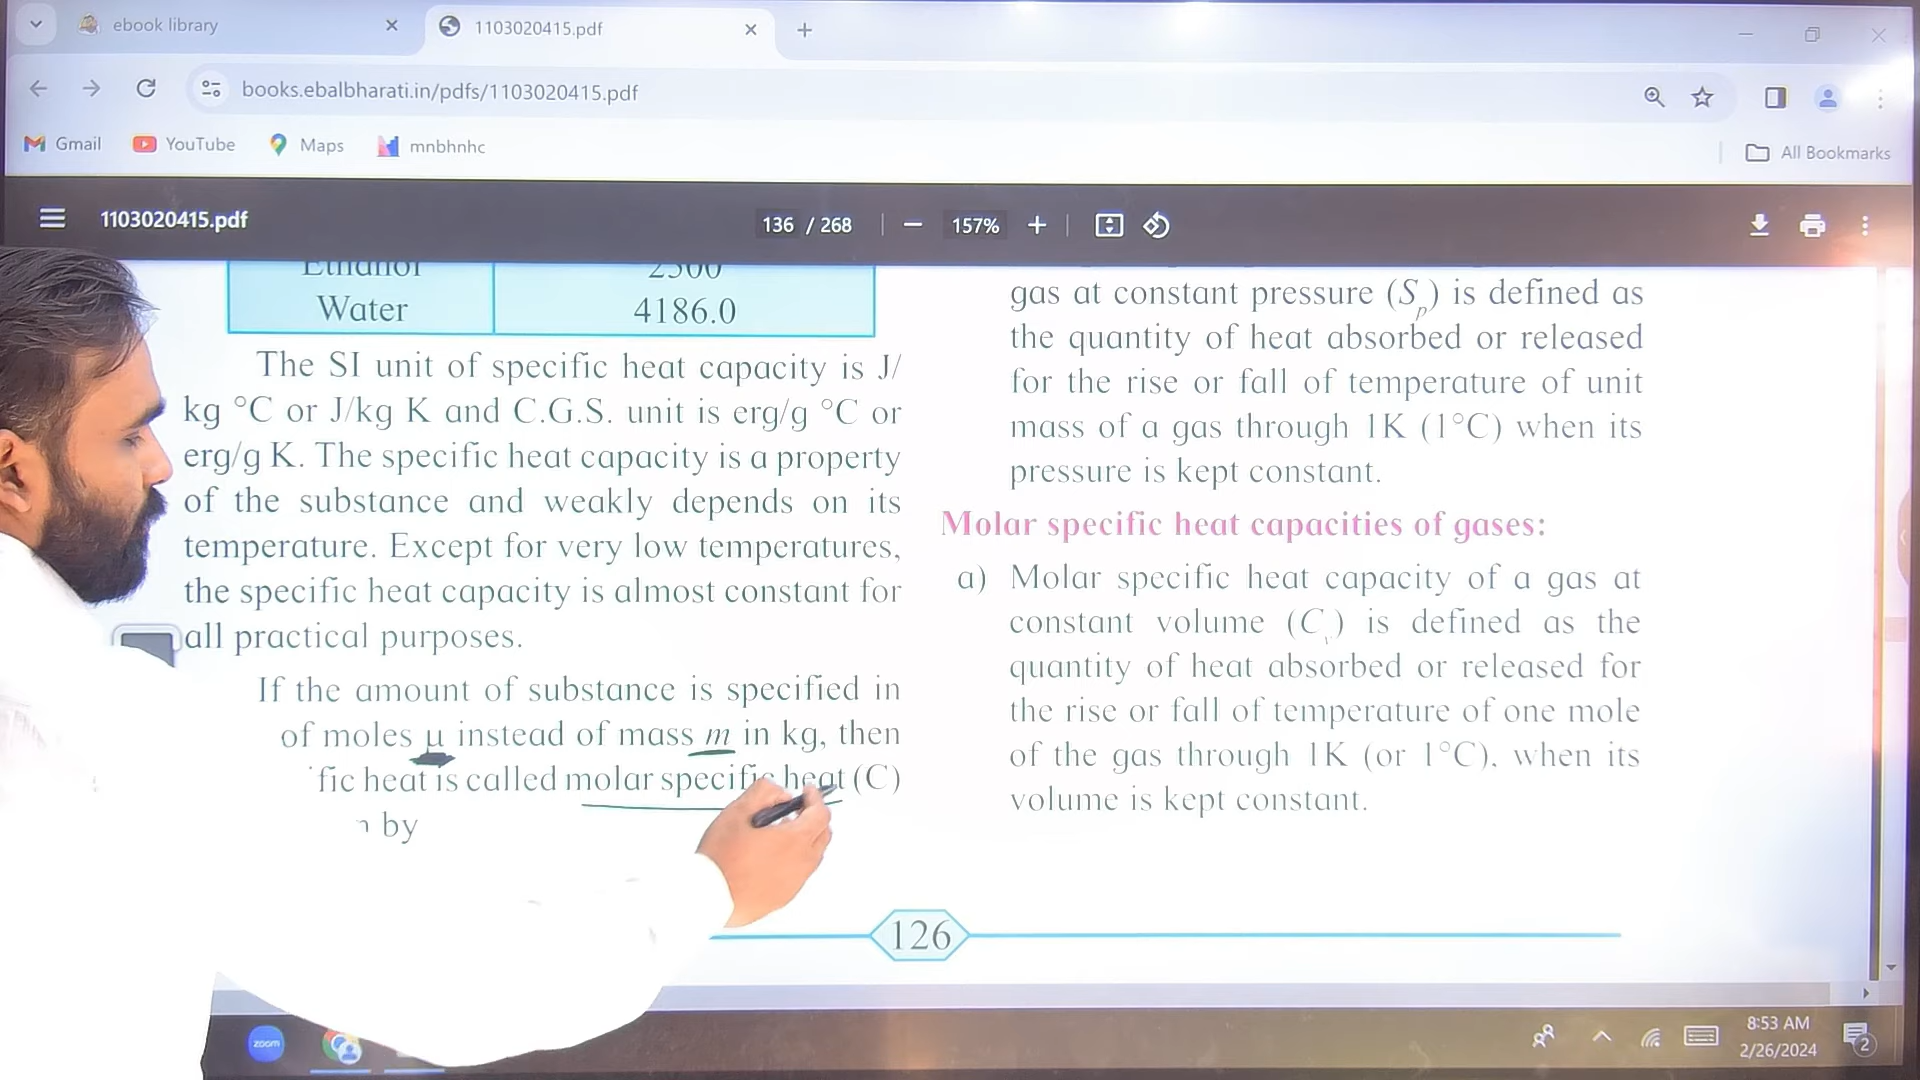 ebook library
1103020415.pdf
books.ebalbharati.in/pdfs/1103020415.pdf
Gmail
YouTube
Maps
mnbhnhc
All Bookmarks
1103020415.pdf
136 / 268
157%
Ethanol 2500
Water 4186.0
The SI unit of specific heat capacity is J/
kg °C or J/kg K and C.G.S. unit is erg/g °C or
erg/g K. The specific heat capacity is a property
of the substance and weakly depends on its
temperature. Except for very low temperatures,
the specific heat capacity is almost constant for
all practical purposes.
If the amount of substance is specified in
of moles μ instead of mass m in kg, then
fic heat is called molar specific heat (C)
by
gas at constant pressure (Sp) is defined as
the quantity of heat absorbed or released
for the rise or fall of temperature of unit
mass of a gas through 1K (1°C) when its
pressure is kept constant.
Molar specific heat capacities of gases:
a) Molar specific heat capacity of a gas at
constant volume (Cv) is defined as the
quantity of heat absorbed or released for
the rise or fall of temperature of one mole
of the gas through 1K (or 1°C), when its
volume is kept constant.
126
zoom
8:53 AM
2/26/2024
2